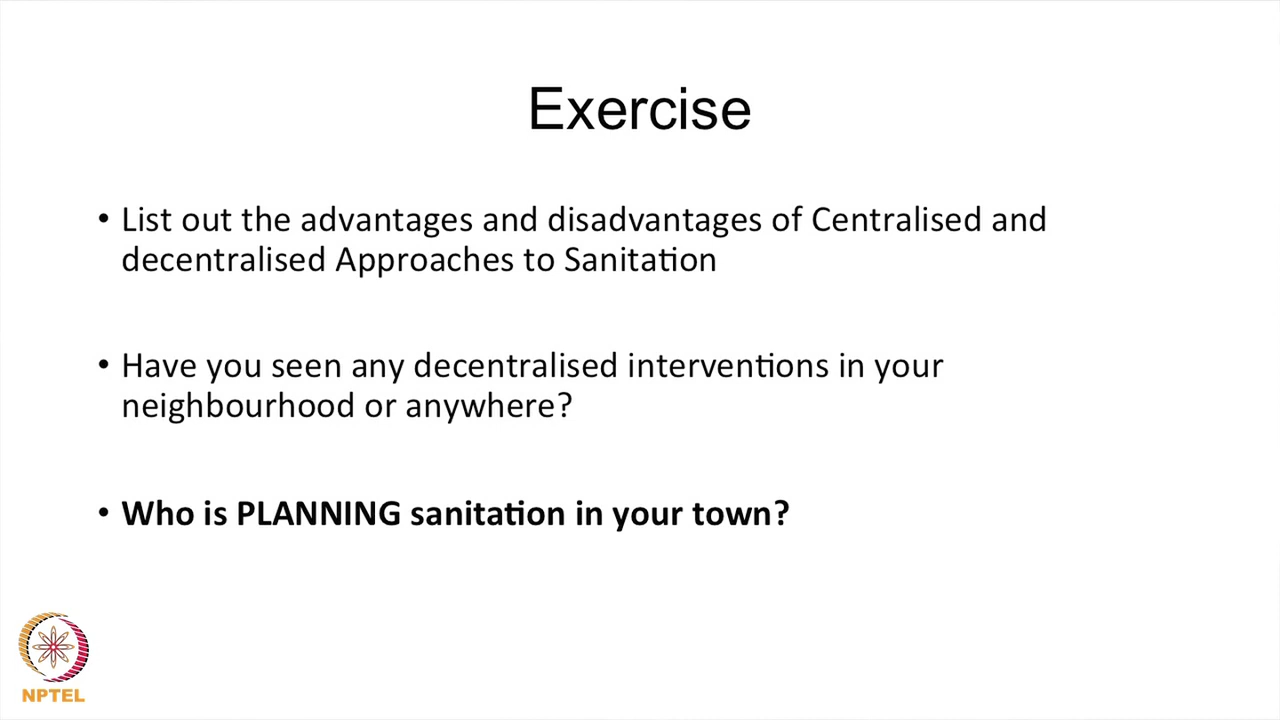 Exercise
• List out the advantages and disadvantages of Centralised and
decentralised Approaches to Sanitation
• Have you seen any decentralised interventions in your
neighbourhood or anywhere?
• Who is PLANNING sanitation in your town?
NPTEL